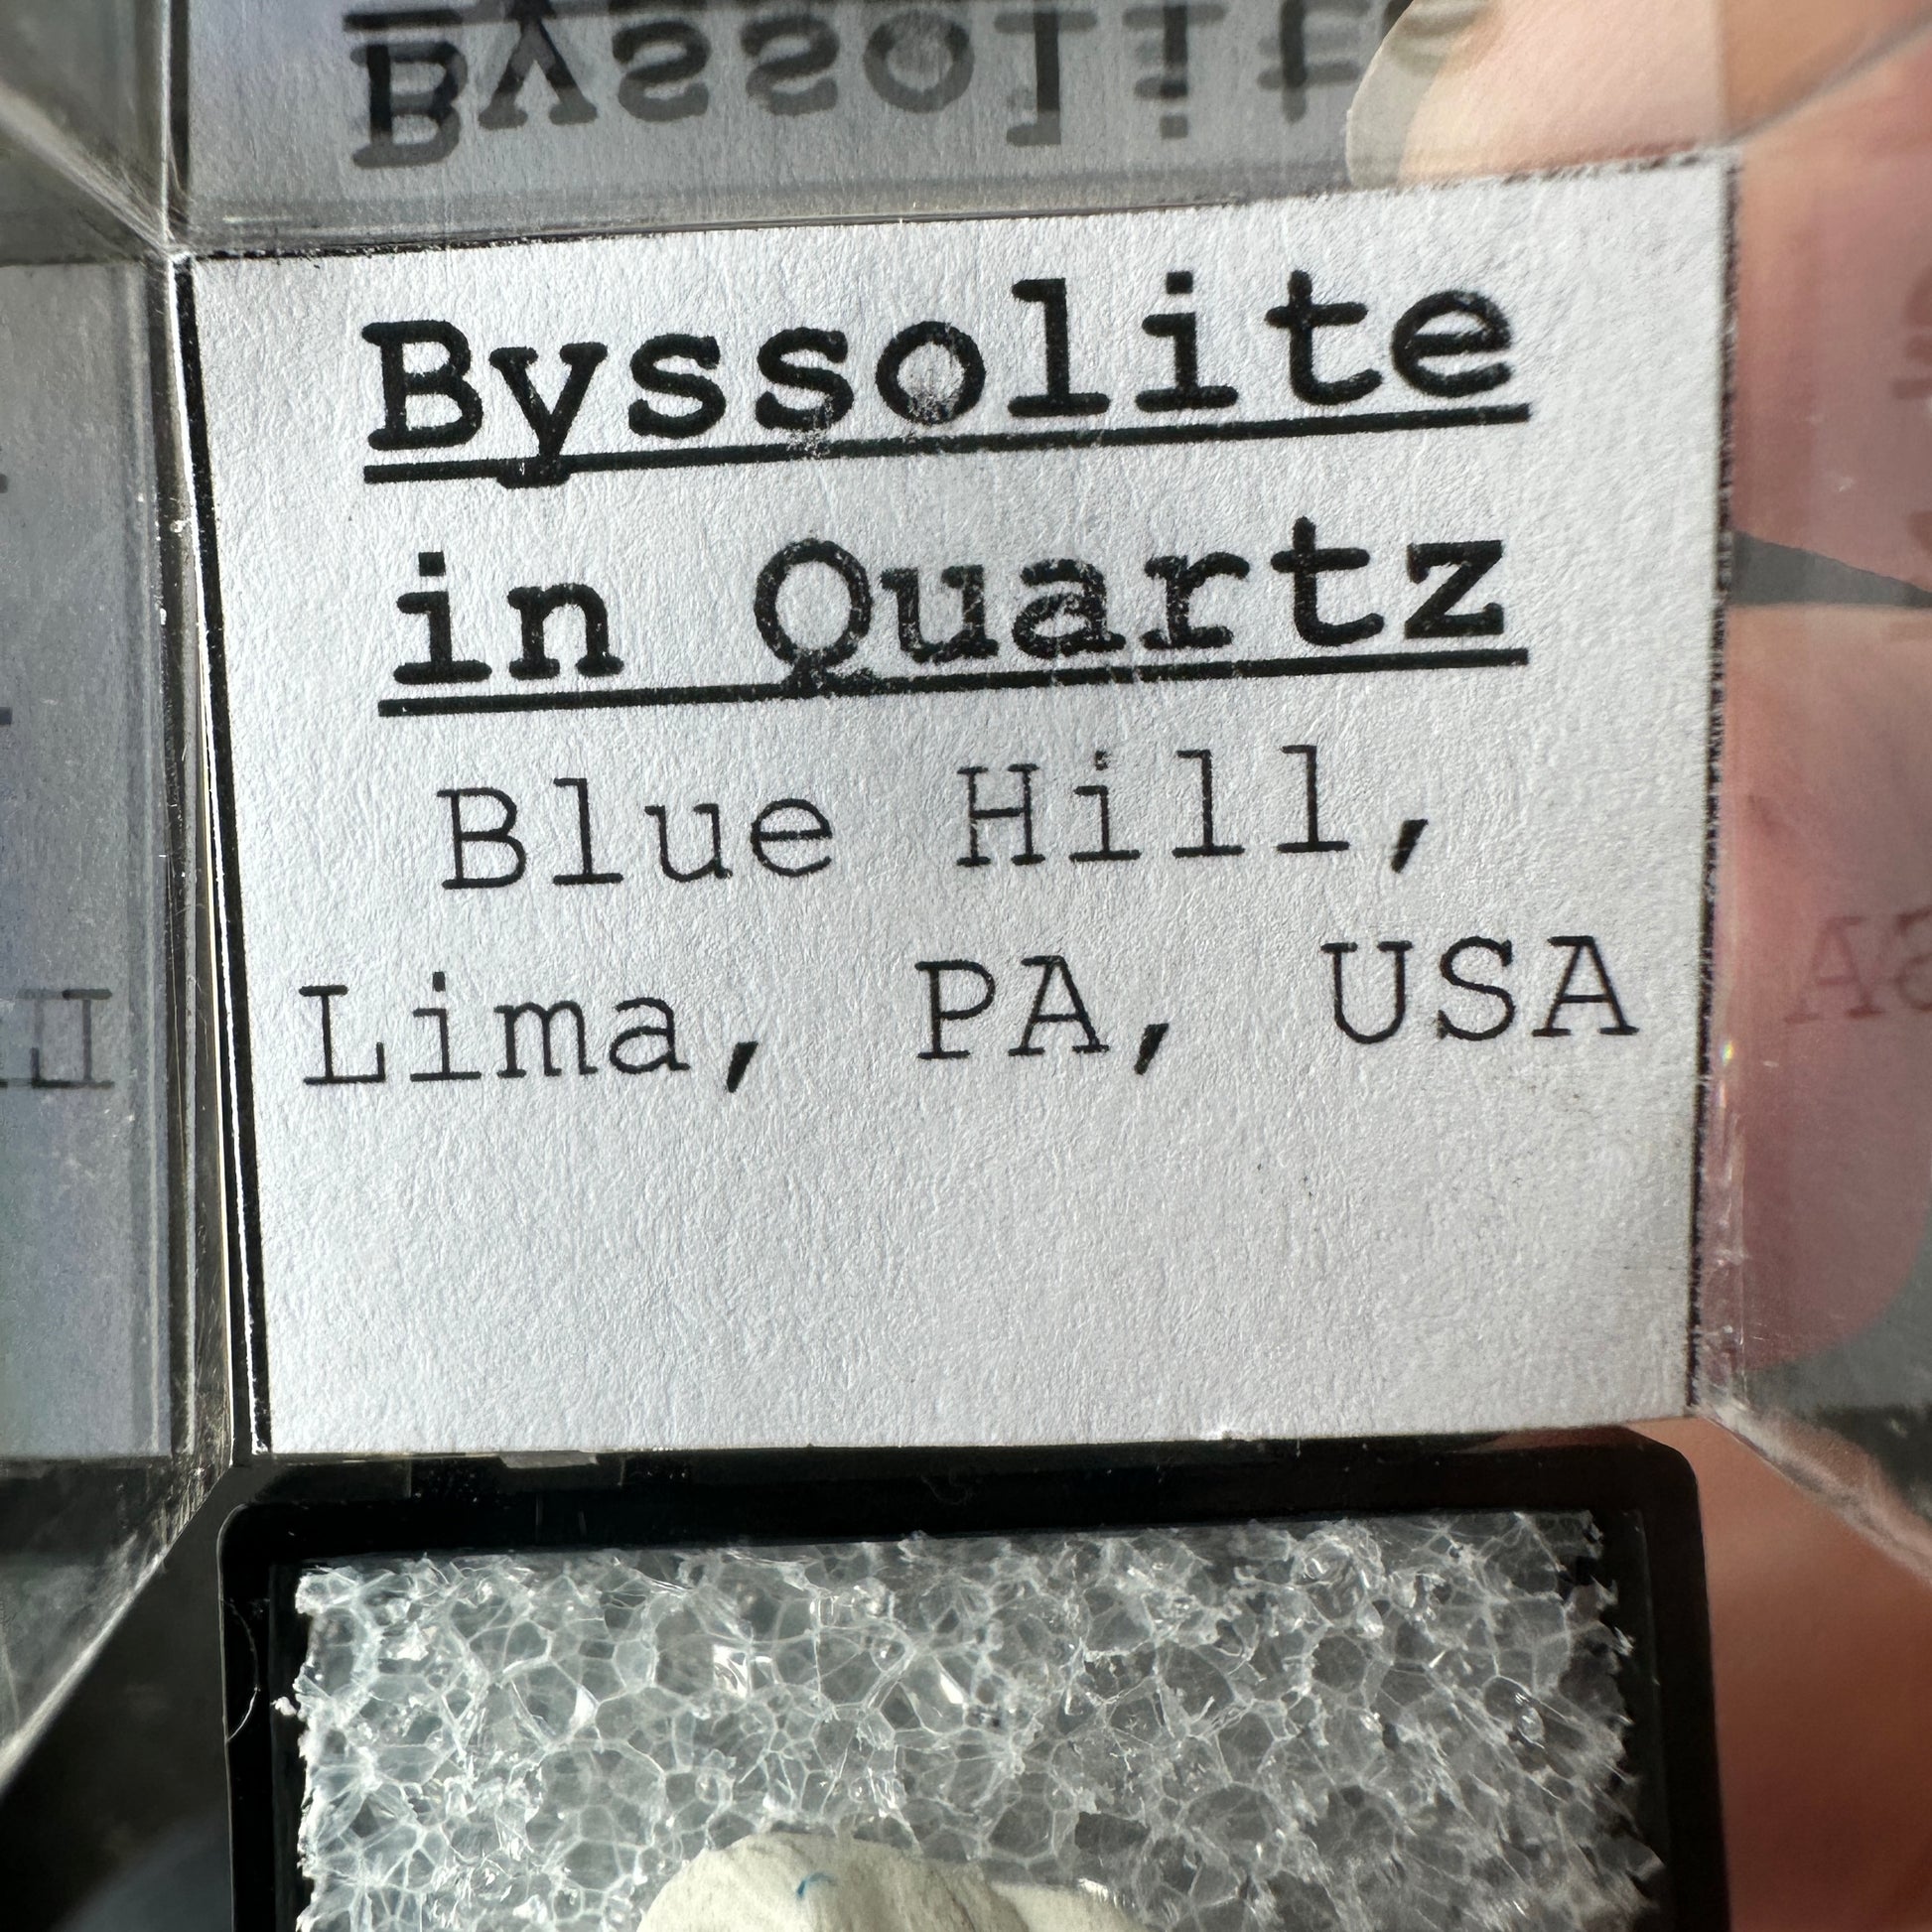 Byssolite
in Quartz
Blue Hill,
Lima, PA, USA